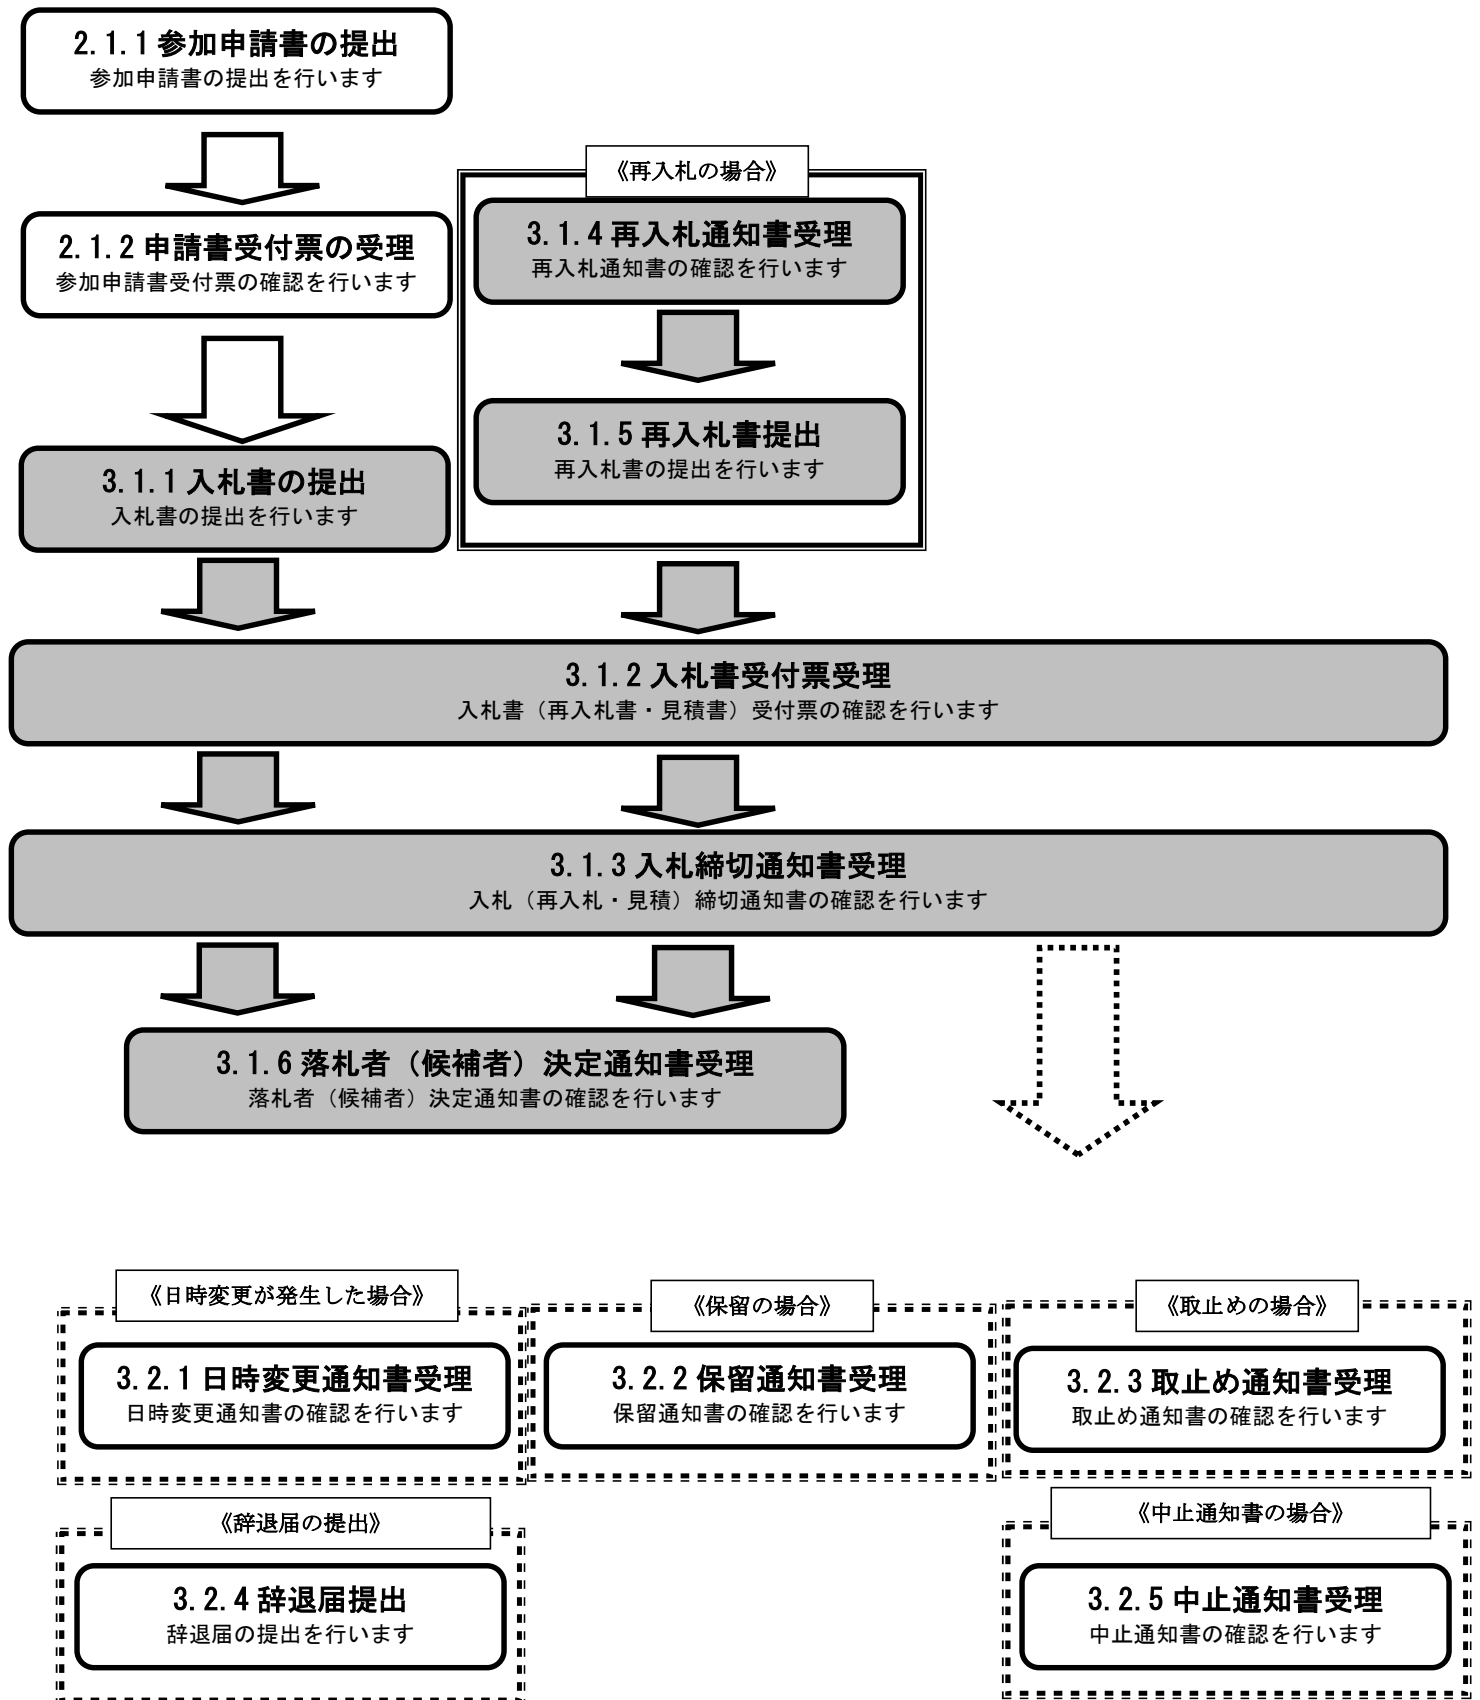 2.1.1 参加申請書の提出
参加申請書の提出を行います
2.1.2 申請書受付票の受理
参加申請書受付票の確認を行います
《再入札の場合》
3.1.4 再入札通知書受理
再入札通知書の確認を行います
3.1.5 再入札書提出
再入札書の提出を行います
3.1.1 入札書の提出
入札書の提出を行います
3.1.2 入札書受付票受理
入札書（再入札書・見積書）受付票の確認を行います
3.1.3 入札締切通知書受理
入札（再入札・見積）締切通知書の確認を行います
3.1.6 落札者（候補者）決定通知書受理
落札者（候補者）決定通知書の確認を行います
《日時変更が発生した場合》
3.2.1 日時変更通知書受理
日時変更通知書の確認を行います
《保留の場合》
3.2.2 保留通知書受理
保留通知書の確認を行います
《取止めの場合》
3.2.3 取止め通知書受理
取止め通知書の確認を行います
《辞退届の提出》
3.2.4 辞退届提出
辞退届の提出を行います
《中止通知書の場合》
3.2.5 中止通知書受理
中止通知書の確認を行います